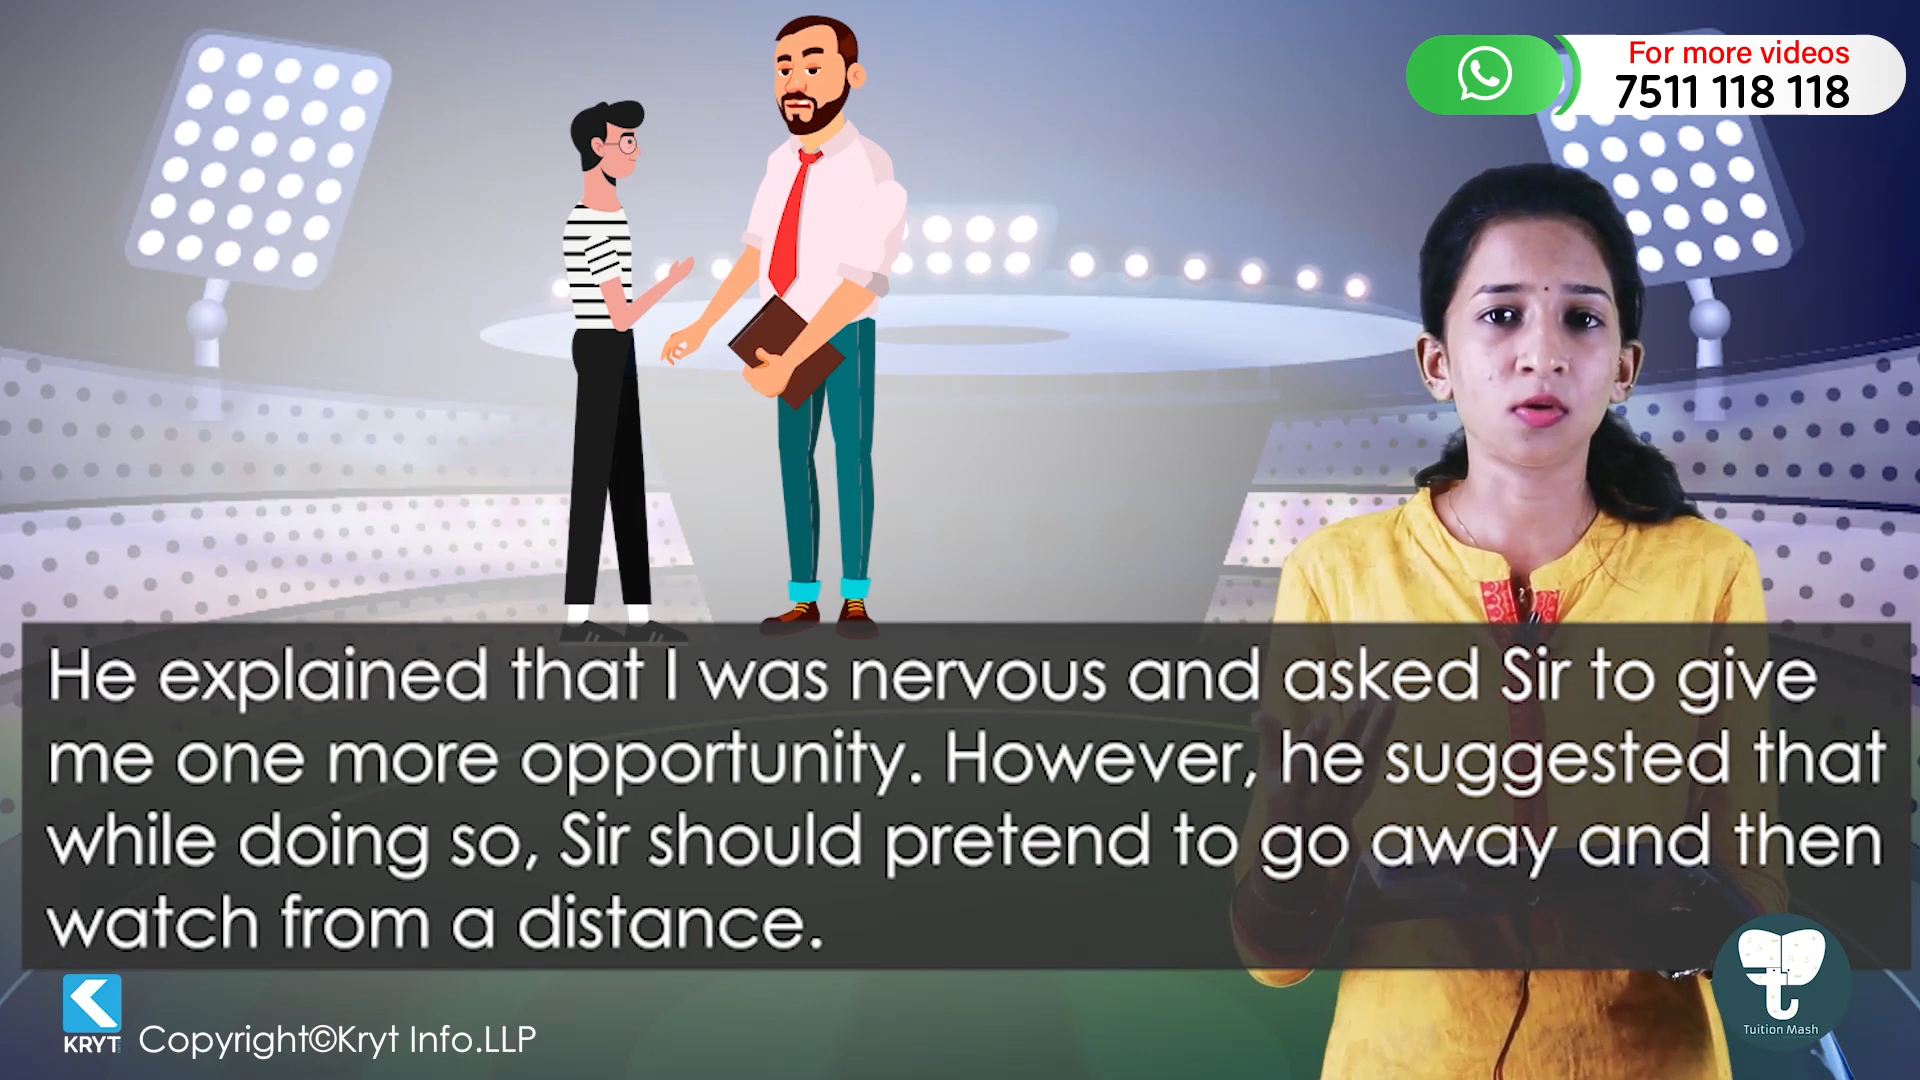 For more videos
7511 118 118
He explained that I was nervous and asked Sir to give
me one more opportunity. However, he suggested that
while doing so, Sir should pretend to go away and then
watch from a distance.
KRYT
Copyright©Kryt Info.LLP
Tuition Mash